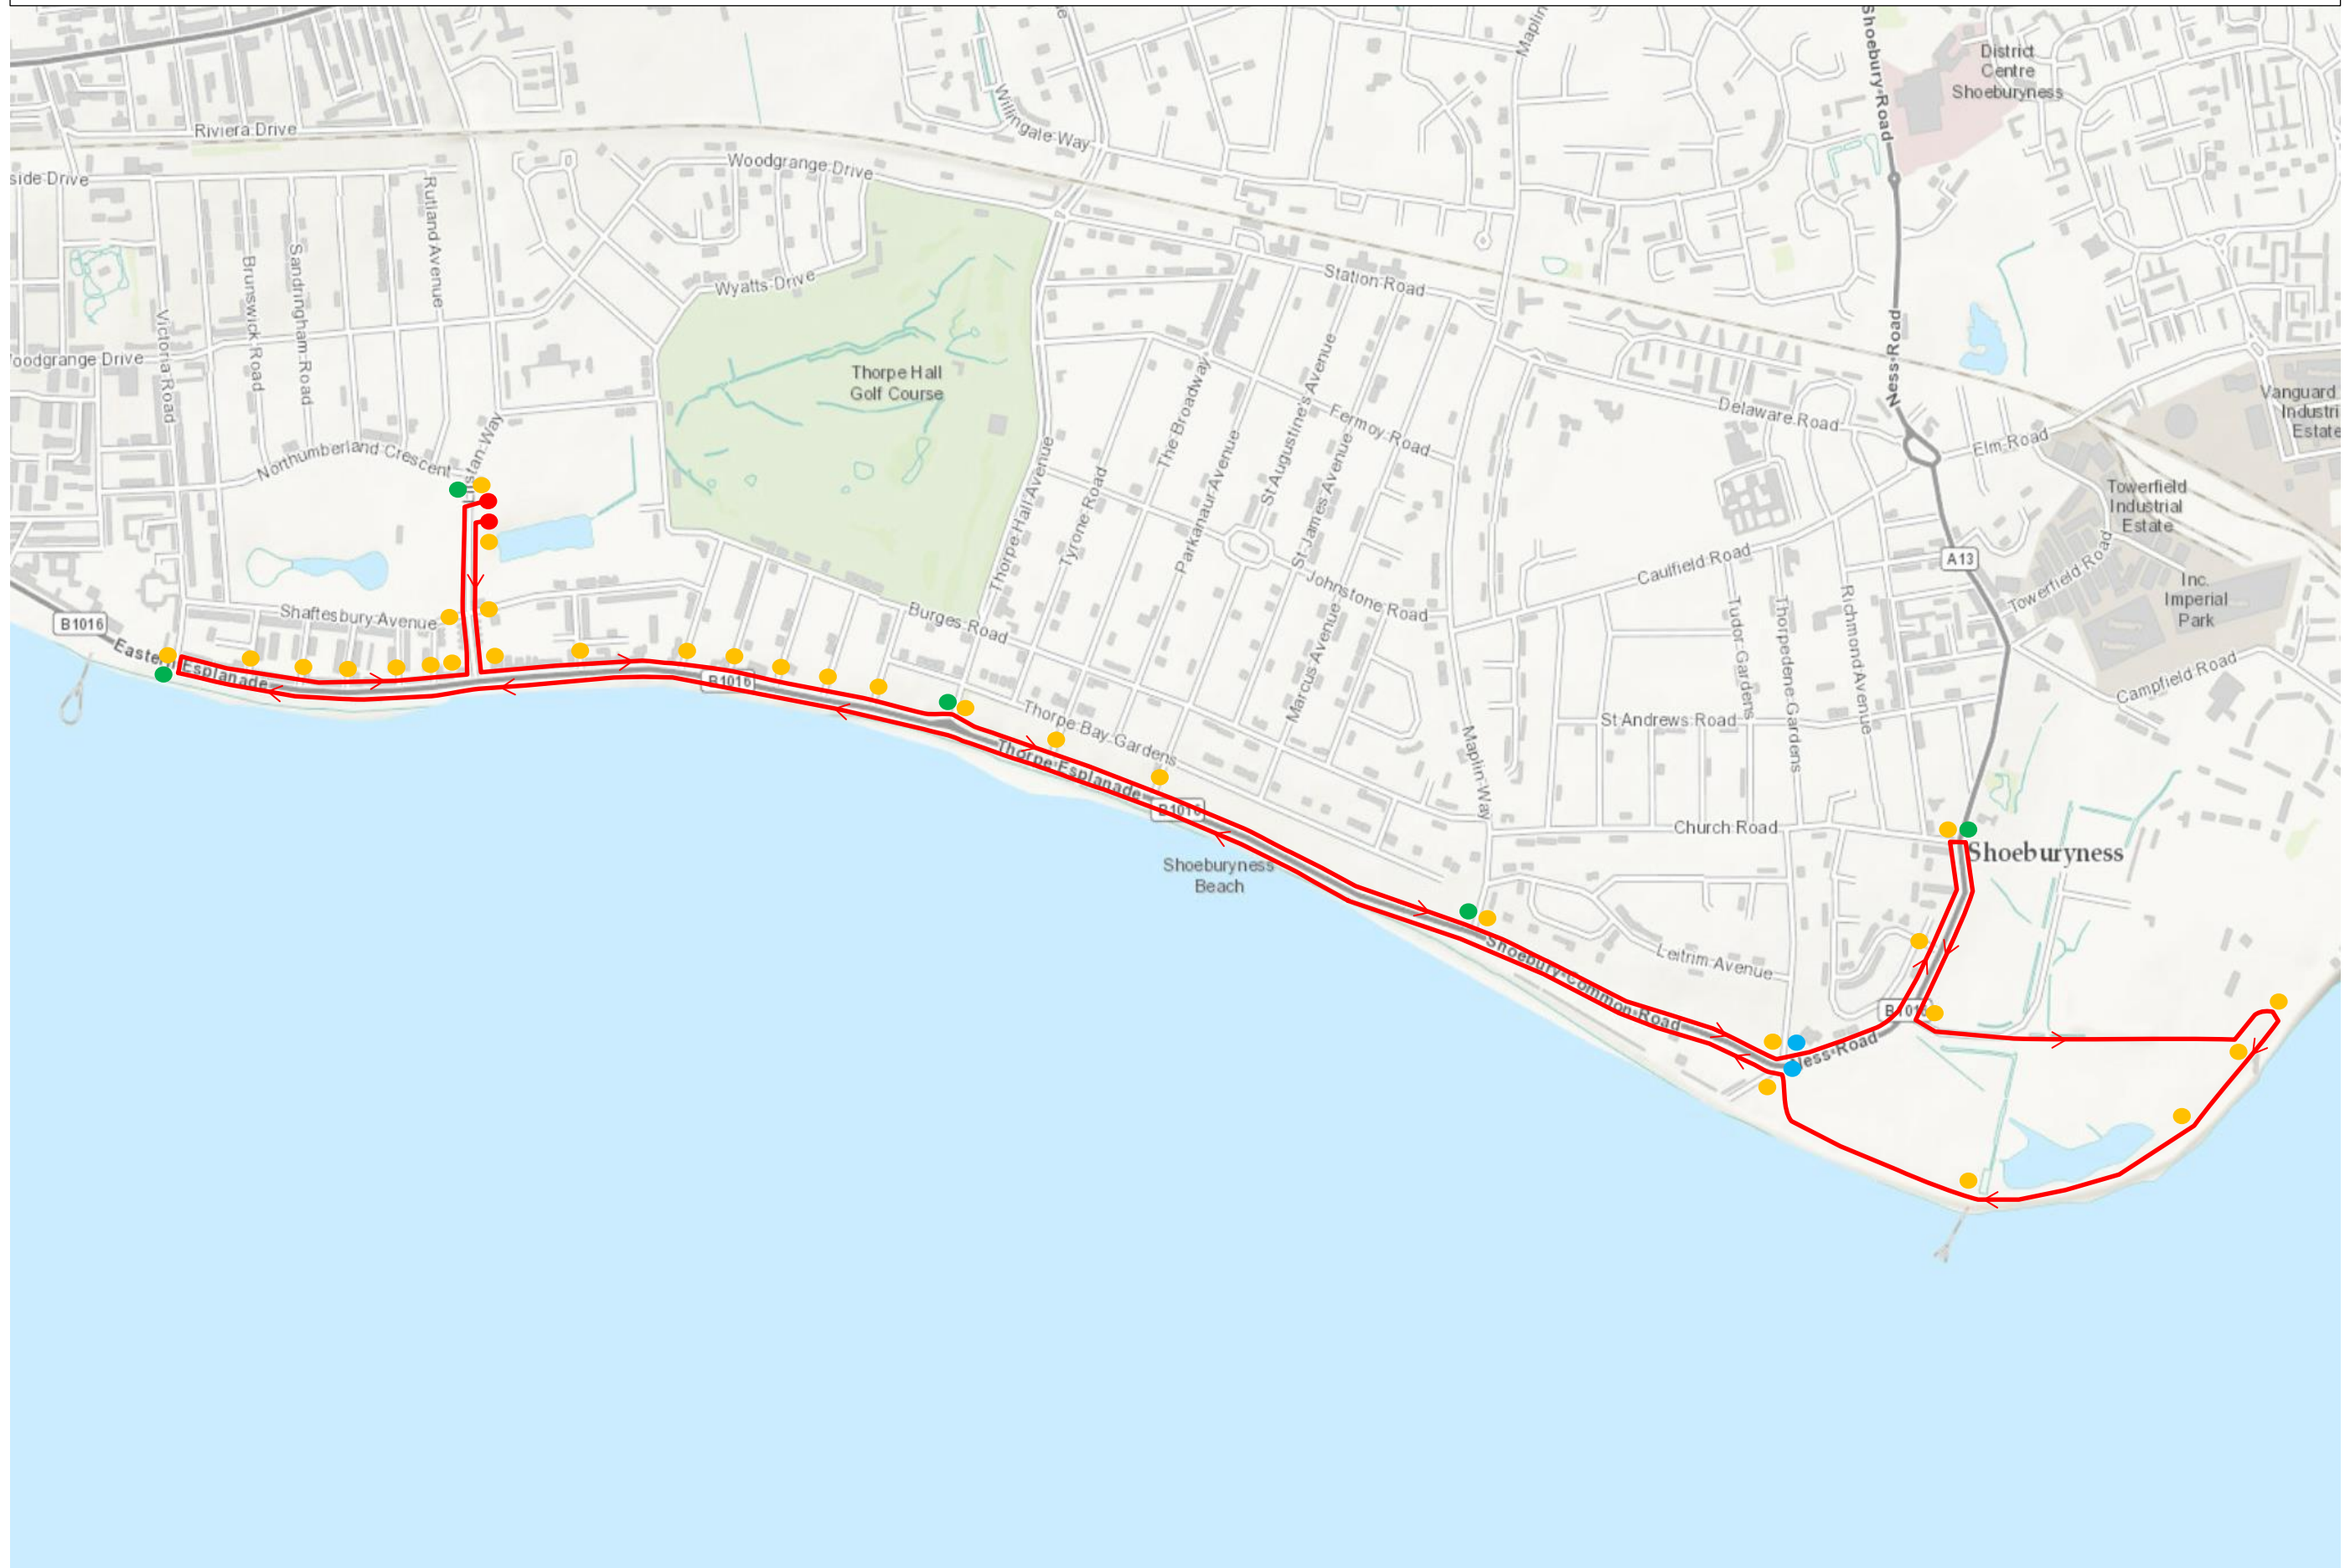 Maplin
Shoebury Road
District
Centre
Shoeburyness
Riviera Drive
Willingale Way
Woodgrange Drive
side Drive
Rutland Avenue
Sandringham Road
Brunswick Road
Victoria Road
Wyatts Drive
Station Road
Ness Road
oodgrange Drive
Thorpe Hall
Golf Course
Vanguard
Industri
Estate
The Broadway
St Augustine's Avenue
Fermoy Road
Delaware Road
Elm Road
Northumberland Crescent
Thorpe Hall Avenue
Tyrone Road
Parkanaur Avenue
St James Avenue
Towerfield
Industrial
Estate
A13
Caulfield Road
Towerfield Road
Inc.
Imperial
Park
Johnstone Road
Shaftesbury Avenue
Burges Road
B1016
Eastern Esplanade
Marcus Avenue
Tudor Gardens
Thorpedene Gardens
Richmond Avenue
Campfield Road
B1016
Thorpe Bay Gardens
St Andrews Road
Thorpe Esplanade
Maplin Way
B1016
Church Road
Shoeburyness
Shoeburyness
Beach
Leitrim Avenue
Shoebury Common Road
B1016
Ness Road